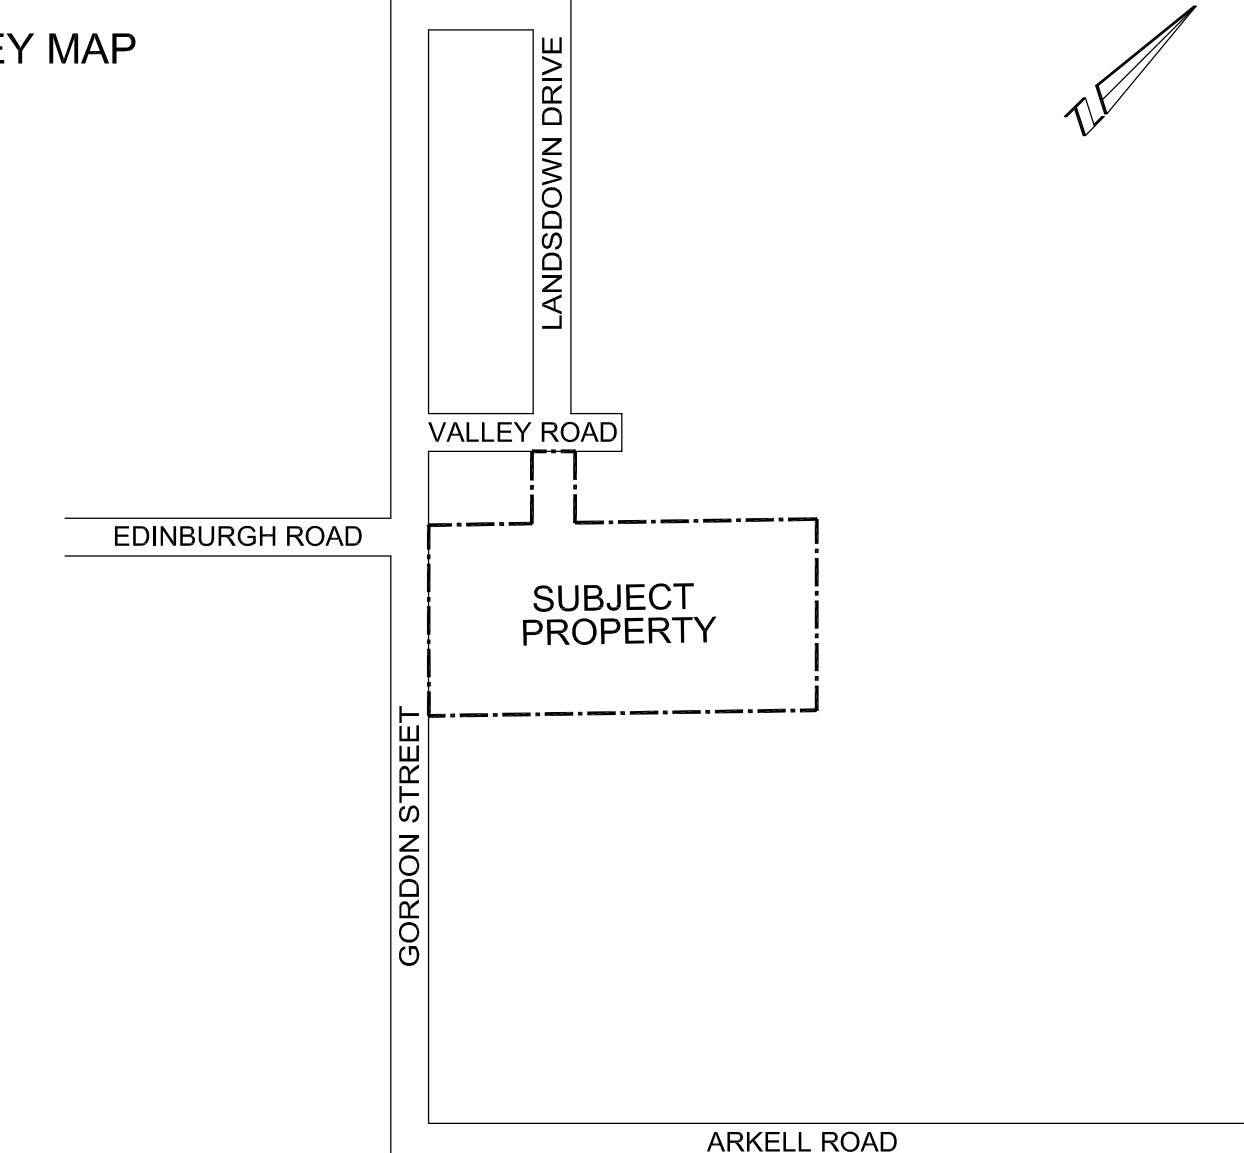 EY MAP
LANDSDOWN DRIVE
VALLEY ROAD
EDINBURGH ROAD
SUBJECT
PROPERTY
GORDON STREET
ARKELL ROAD